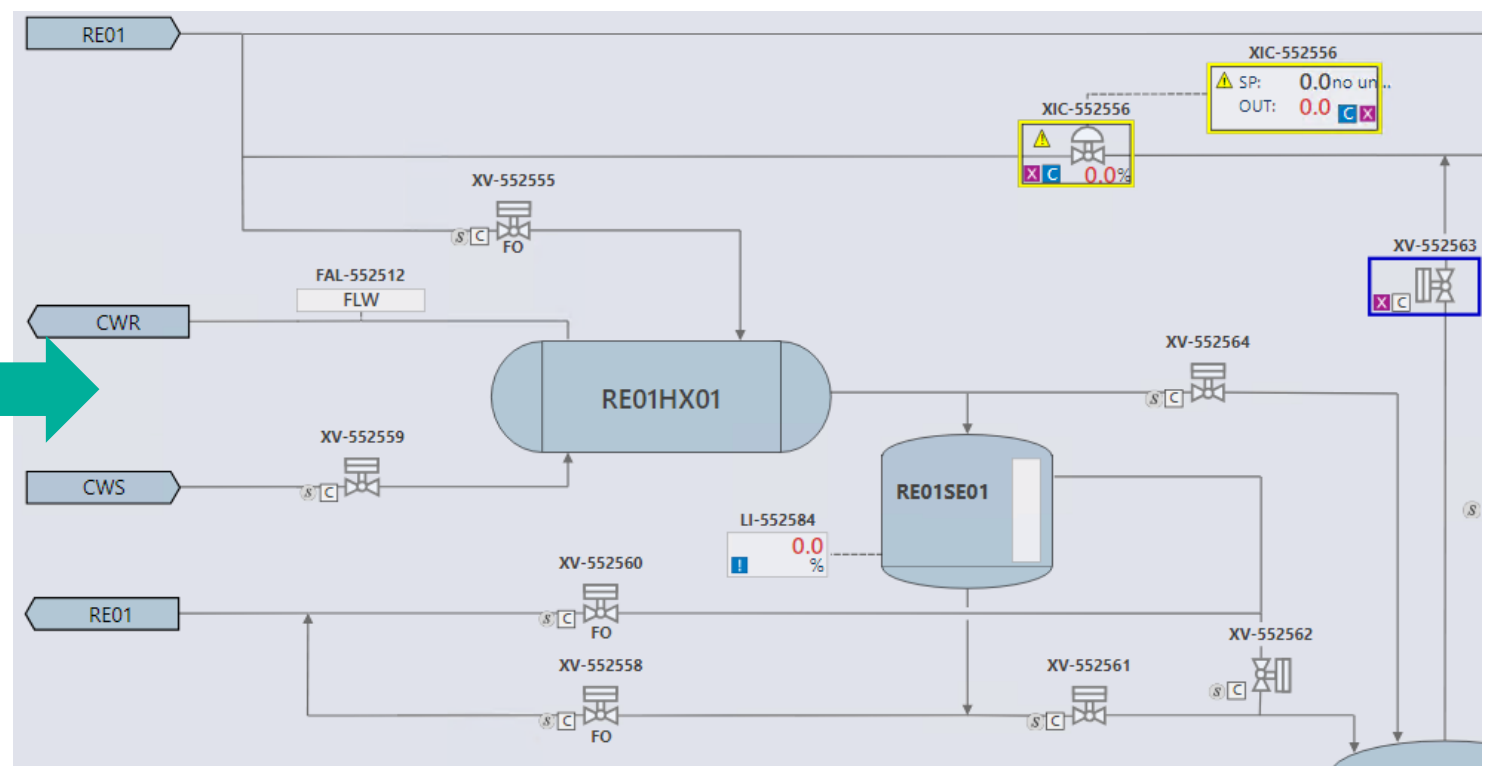 RE01
XIC-552556
SP: 0.0 no un..
OUT: 0.0 C X
XIC-552556
X C 0.0%
XV-552555
S C
FO
XV-552563
X C
FAL-552512
FLW
CWR
XV-552564
S C
RE01HX01
XV-552559
S C
CWS
RE01SE01
S
LI-552584
0.0
! %
XV-552560
S C
FO
RE01
XV-552562
S C
XV-552558
S C
FO
XV-552561
S C